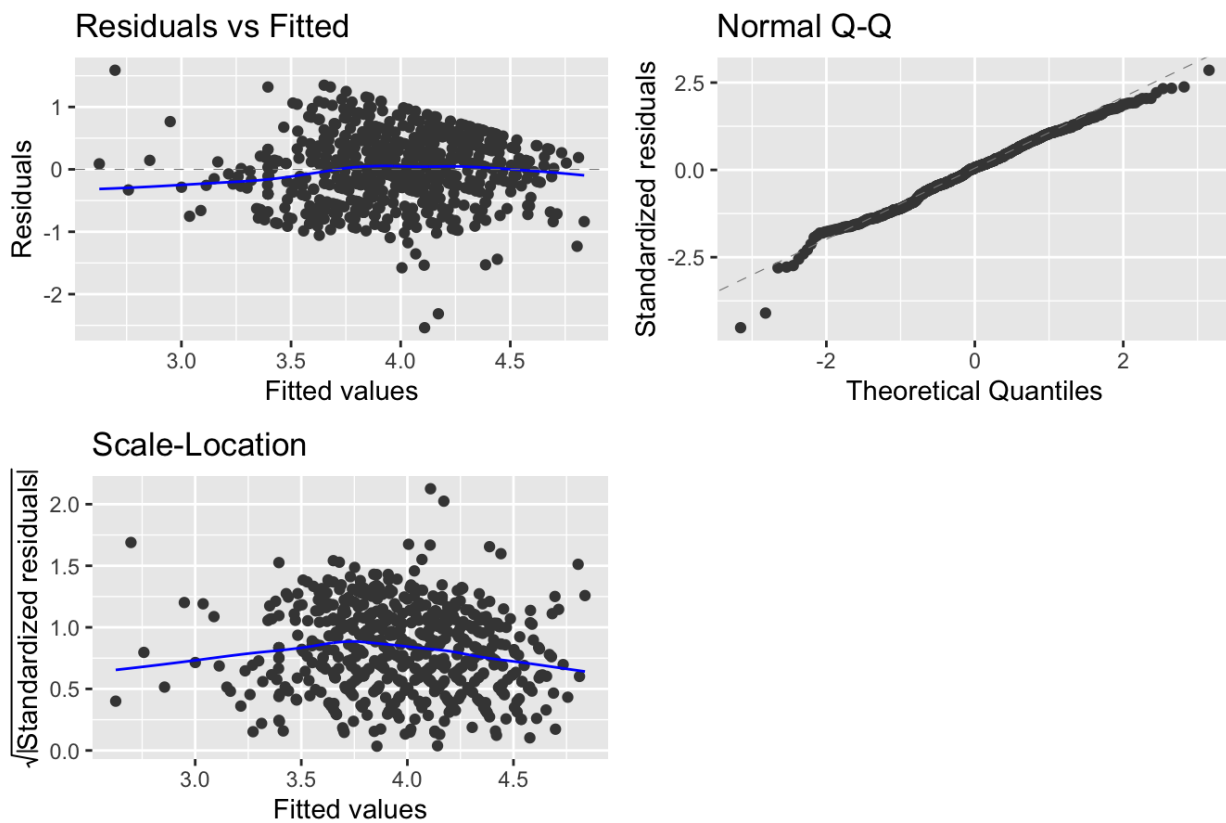 Residuals vs Fitted
Residuals
1
0
-1
-2
3.0 3.5 4.0 4.5
Fitted values
Normal Q-Q
Standardized residuals
2.5
0.0
-2.5
-2 0 2
Theoretical Quantiles
Scale-Location
√|Standardized residuals|
2.0
1.5
1.0
0.5
0.0
3.0 3.5 4.0 4.5
Fitted values